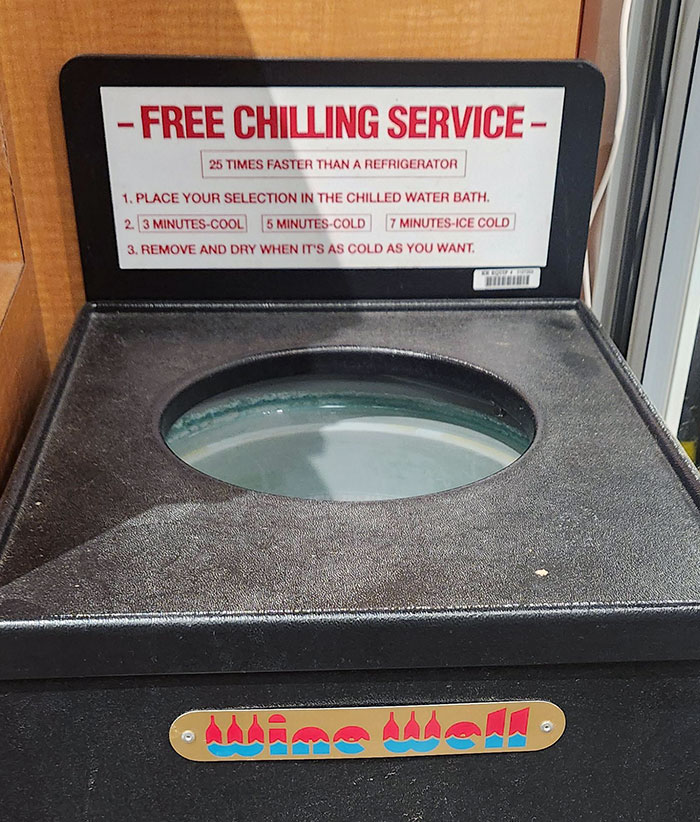 - FREE CHILLING SERVICE -
25 TIMES FASTER THAN A REFRIGERATOR
1. PLACE YOUR SELECTION IN THE CHILLED WATER BATH.
2. 3 MINUTES-COOL 5 MINUTES-COLD 7 MINUTES-ICE COLD
3. REMOVE AND DRY WHEN IT'S AS COLD AS YOU WANT.
Wine Well